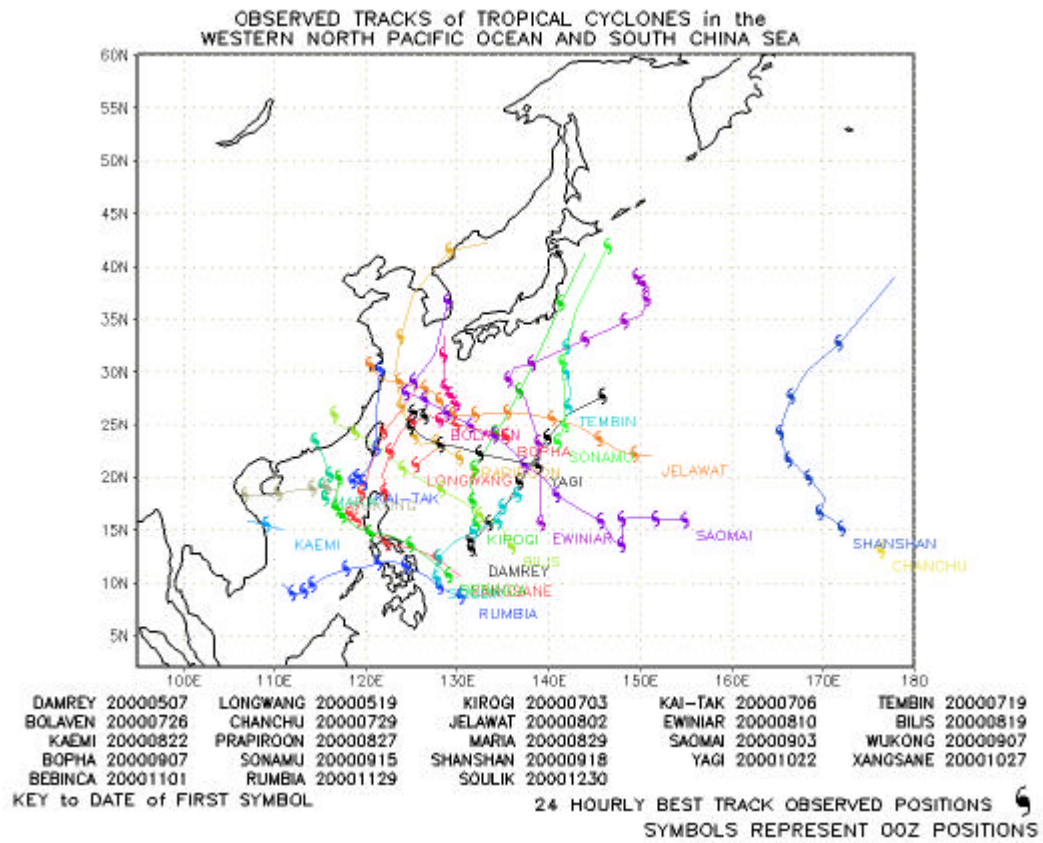 OBSERVED TRACKS of TROPICAL CYCLONES in the
WESTERN NORTH PACIFIC OCEAN AND SOUTH CHINA SEA
60N
55N
50N
45N
40N
35N
30N
25N
20N
15N
10N
5N
TEMBIN
BOLAVEN
BOPHA
SONAMU
JELAWAT
PRAPIROON
LONGWANG
YAGI
KAI-TAK
KAEMI
KIROGI
EWINIAR
SAOMAI
SHANSHAN
BILIS
CHANCHU
DAMREY
RUMBIA
100E 110E 120E 130E 140E 150E 160E 170E 180
DAMREY 20000507 LONGWANG 20000519 KIROGI 20000703 KAI-TAK 20000706 TEMBIN 20000719
BOLAVEN 20000726 CHANCHU 20000729 JELAWAT 20000802 EWINIAR 20000810 BILIS 20000819
KAEMI 20000822 PRAPIROON 20000827 MARIA 20000829 SAOMAI 20000903 WUKONG 20000907
BOPHA 20000907 SONAMU 20000915 SHANSHAN 20000918 YAGI 20001022 XANGSANE 20001027
BEBINCA 20001101 RUMBIA 20001129 SOULIK 20001230
KEY to DATE of FIRST SYMBOL
24 HOURLY BEST TRACK OBSERVED POSITIONS
SYMBOLS REPRESENT 00Z POSITIONS